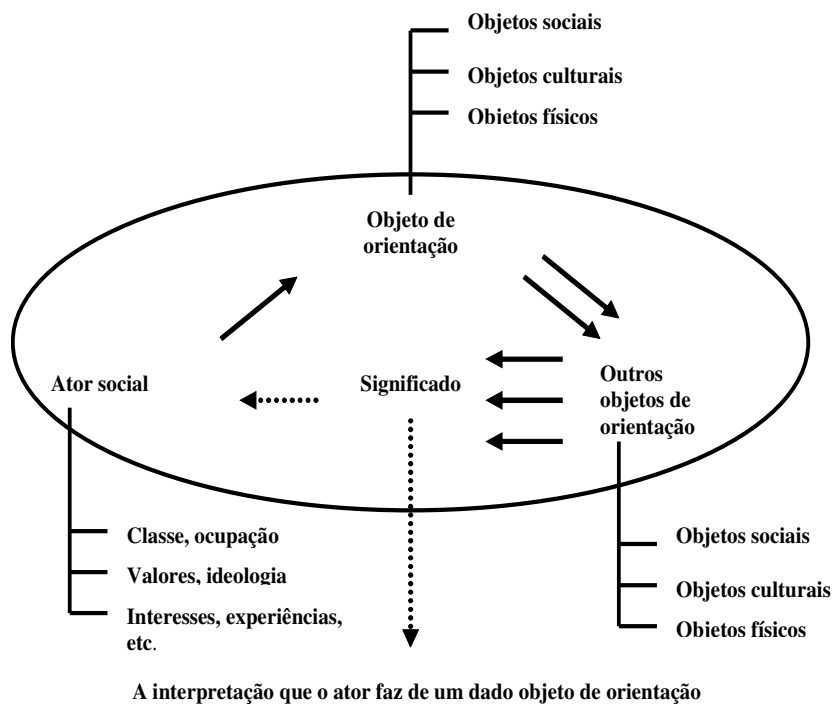 Objetos sociais
Objetos culturais
Obietos físicos
Objeto de
orientação
Ator social
Significado
Outros
objetos de
orientação
Classe, ocupação
Valores, ideologia
Interesses, experiências,
etc.
Objetos sociais
Objetos culturais
Obietos físicos
A interpretação que o ator faz de um dado objeto de orientação